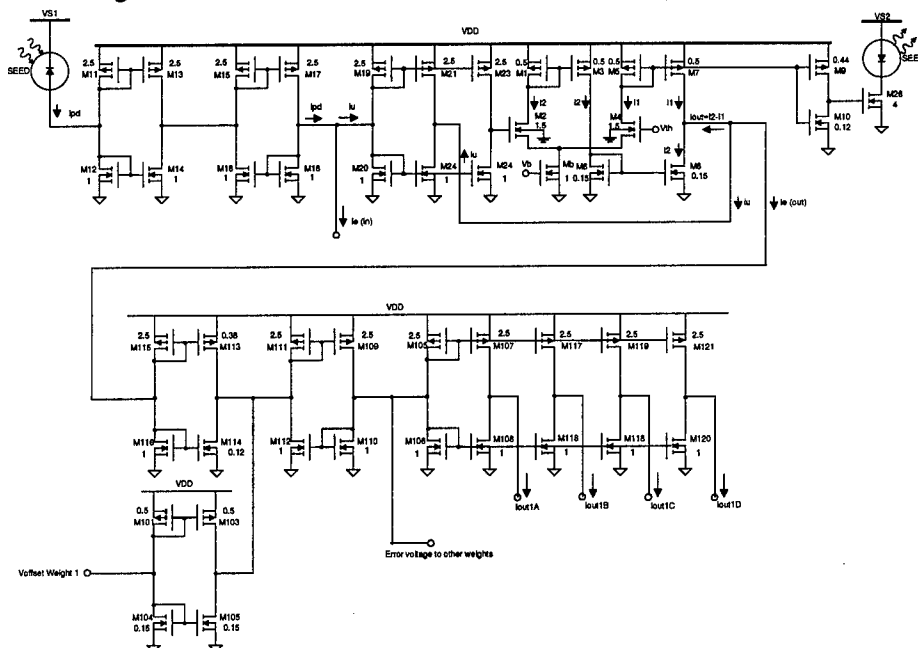 VS1
VS2
VDD
SEED
SEE
2.5
M11
2.5
M13
2.5
M15
2.5
M17
2.5
M19
2.5
M21
2.5
M23
0.5
M1
0.5
M3
0.5
M5
0.5
M7
0.44
M9
Ipd
Ipd
iu
I2
I2
I1
I1
Iout=I2-I1
M2
1.5
M4
1.5
Vth
M26
4
M10
0.12
M12
1
M14
1
M16
1
M18
1
M20
1
M24
1
iu
M24
1
Vb
Mb
1
M6
0.15
I2
M8
0.15
ie (in)
iu
ie (out)
VDD
2.5
M115
0.38
M113
2.5
M111
2.5
M109
2.5
M105
2.5
M107
2.5
M117
2.5
M119
2.5
M121
M116
1
M114
0.12
M112
1
M110
1
M106
1
M108
1
M118
1
M118
1
M120
1
Iout1A
Iout1B
Iout1C
Iout1D
VDD
0.5
M101
0.5
M103
Error voltage to other weights
Voffset Weight 1
M104
0.15
M105
0.15